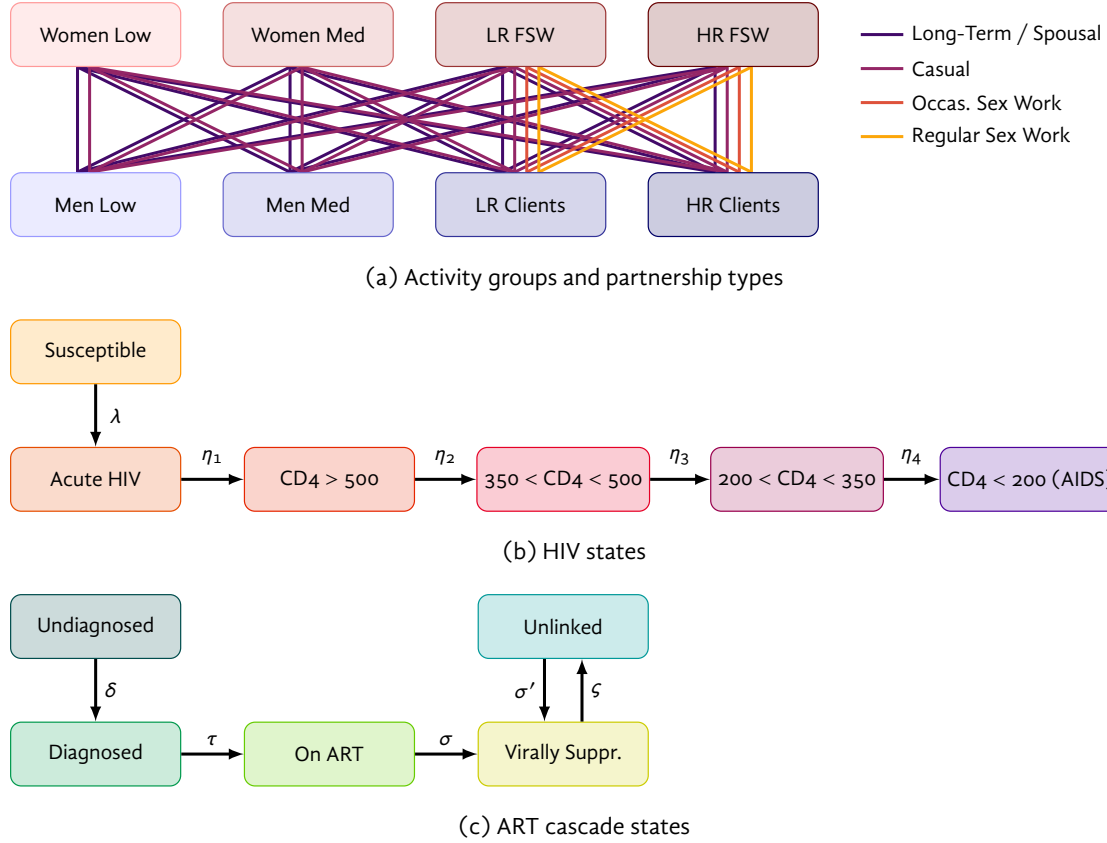 Women Low
Women Med
LR FSW
HR FSW
Long-Term / Spousal
Casual
Occas. Sex Work
Regular Sex Work
Men Low
Men Med
LR Clients
HR Clients
(a) Activity groups and partnership types
Susceptible
λ
Acute HIV
η1
CD4 > 500
η2
350 < CD4 < 500
η3
200 < CD4 < 350
η4
CD4 < 200 (AIDS)
(b) HIV states
Undiagnosed
Unlinked
δ
σ′
ς
Diagnosed
τ
On ART
σ
Virally Suppr.
(c) ART cascade states